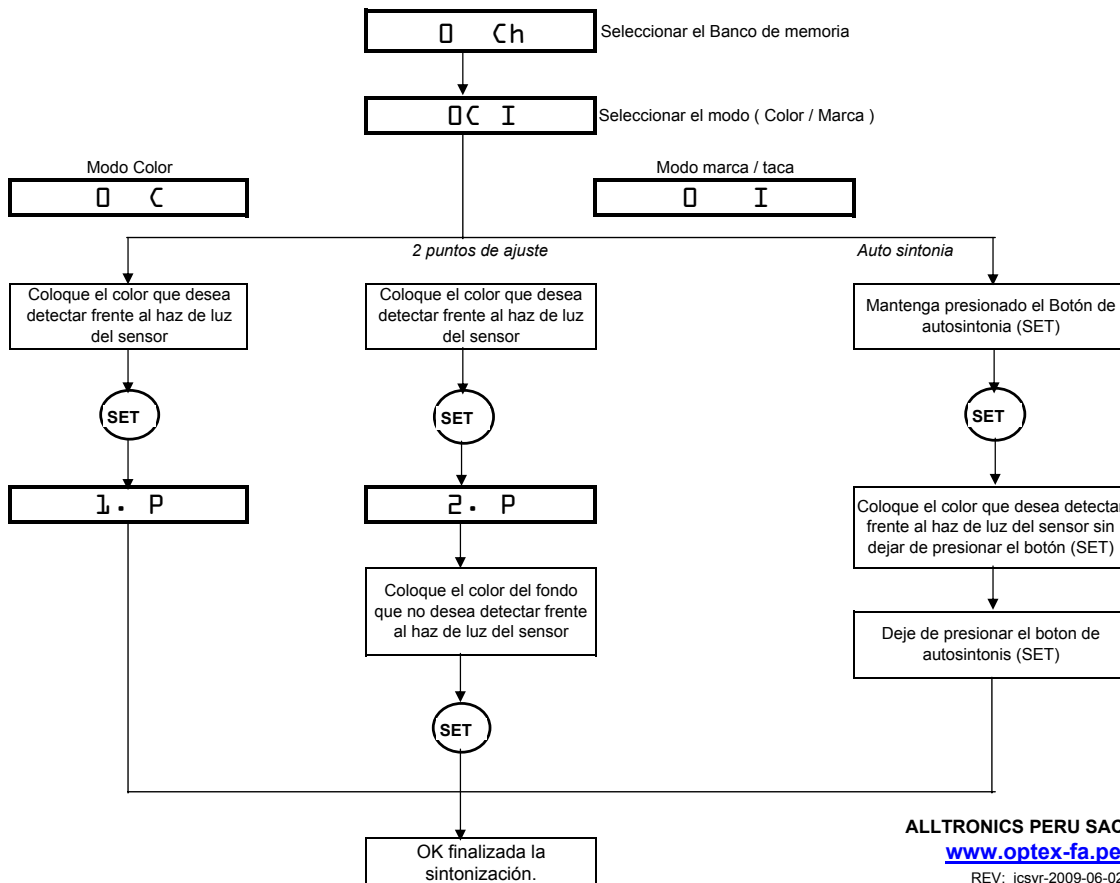 0 Ch
Seleccionar el Banco de memoria
0C I
Seleccionar el modo ( Color / Marca )
Modo Color
0 C
Modo marca / taca
0 I
2 puntos de ajuste
Auto sintonia
Coloque el color que desea
detectar frente al haz de luz
del sensor
SET
1. P
Coloque el color que desea
detectar frente al haz de luz
del sensor
SET
2. P
Coloque el color del fondo
que no desea detectar frente
al haz de luz del sensor
SET
Mantenga presionado el Botón de
autosintonia (SET)
SET
Coloque el color que desea detectar
frente al haz de luz del sensor sin
dejar de presionar el botón (SET)
Deje de presionar el boton de
autosintonis (SET)
OK finalizada la
sintonización.
ALLTRONICS PERU SAC
www.optex-fa.pe
REV: jcsvr-2009-06-02